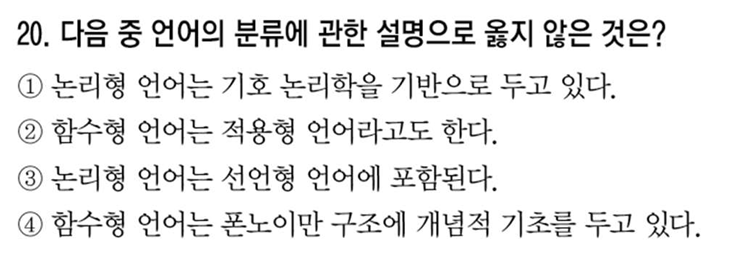 20. 다음 중 언어의 분류에 관한 설명으로 옳지 않은 것은?
① 논리형 언어는 기호 논리학을 기반으로 두고 있다.
② 함수형 언어는 적용형 언어라고도 한다.
③ 논리형 언어는 선언형 언어에 포함된다.
④ 함수형 언어는 폰노이만 구조에 개념적 기초를 두고 있다.